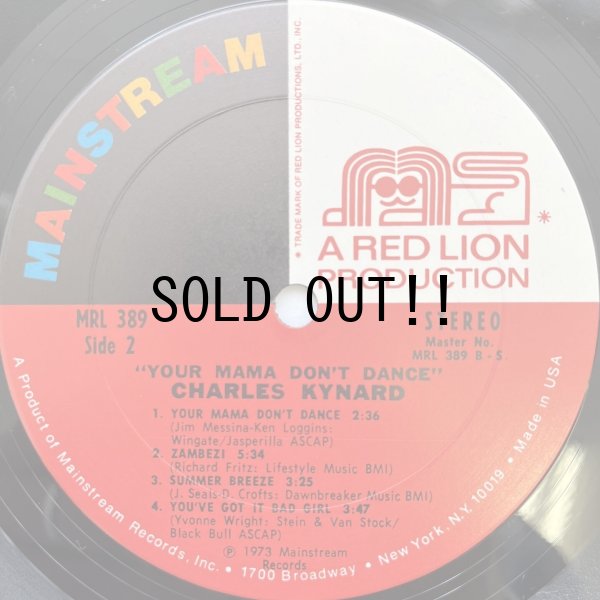 MAINSTREAM
* TRADE MARK OF RED LION PRODUCTIONS, LTD., INC.
*
A RED LION
PRODUCTION
SOLD OUT!!
MRL 389
Side 2
STEREO
Master No.
MRL 389 B - S
"YOUR MAMA DON'T DANCE"
CHARLES KYNARD
1. YOUR MAMA DON'T DANCE 2:36
(Jim Messina-Ken Loggins:
Wingate/Jasperilla ASCAP)
2. ZAMBEZI 5:34
(Richard Fritz: Lifestyle Music BMI)
3. SUMMER BREEZE 3:25
(J. Seals-D. Crofts: Dawnbreaker Music BMI)
4. YOU'VE GOT IT BAD GIRL 3:47
(Yvonne Wright: Stein & Van Stock/
Black Bull ASCAP)
℗ 1973 Mainstream
Records
A Product of Mainstream Records, Inc. • 1700 Broadway • New York, N.Y. 10019 • Made in USA